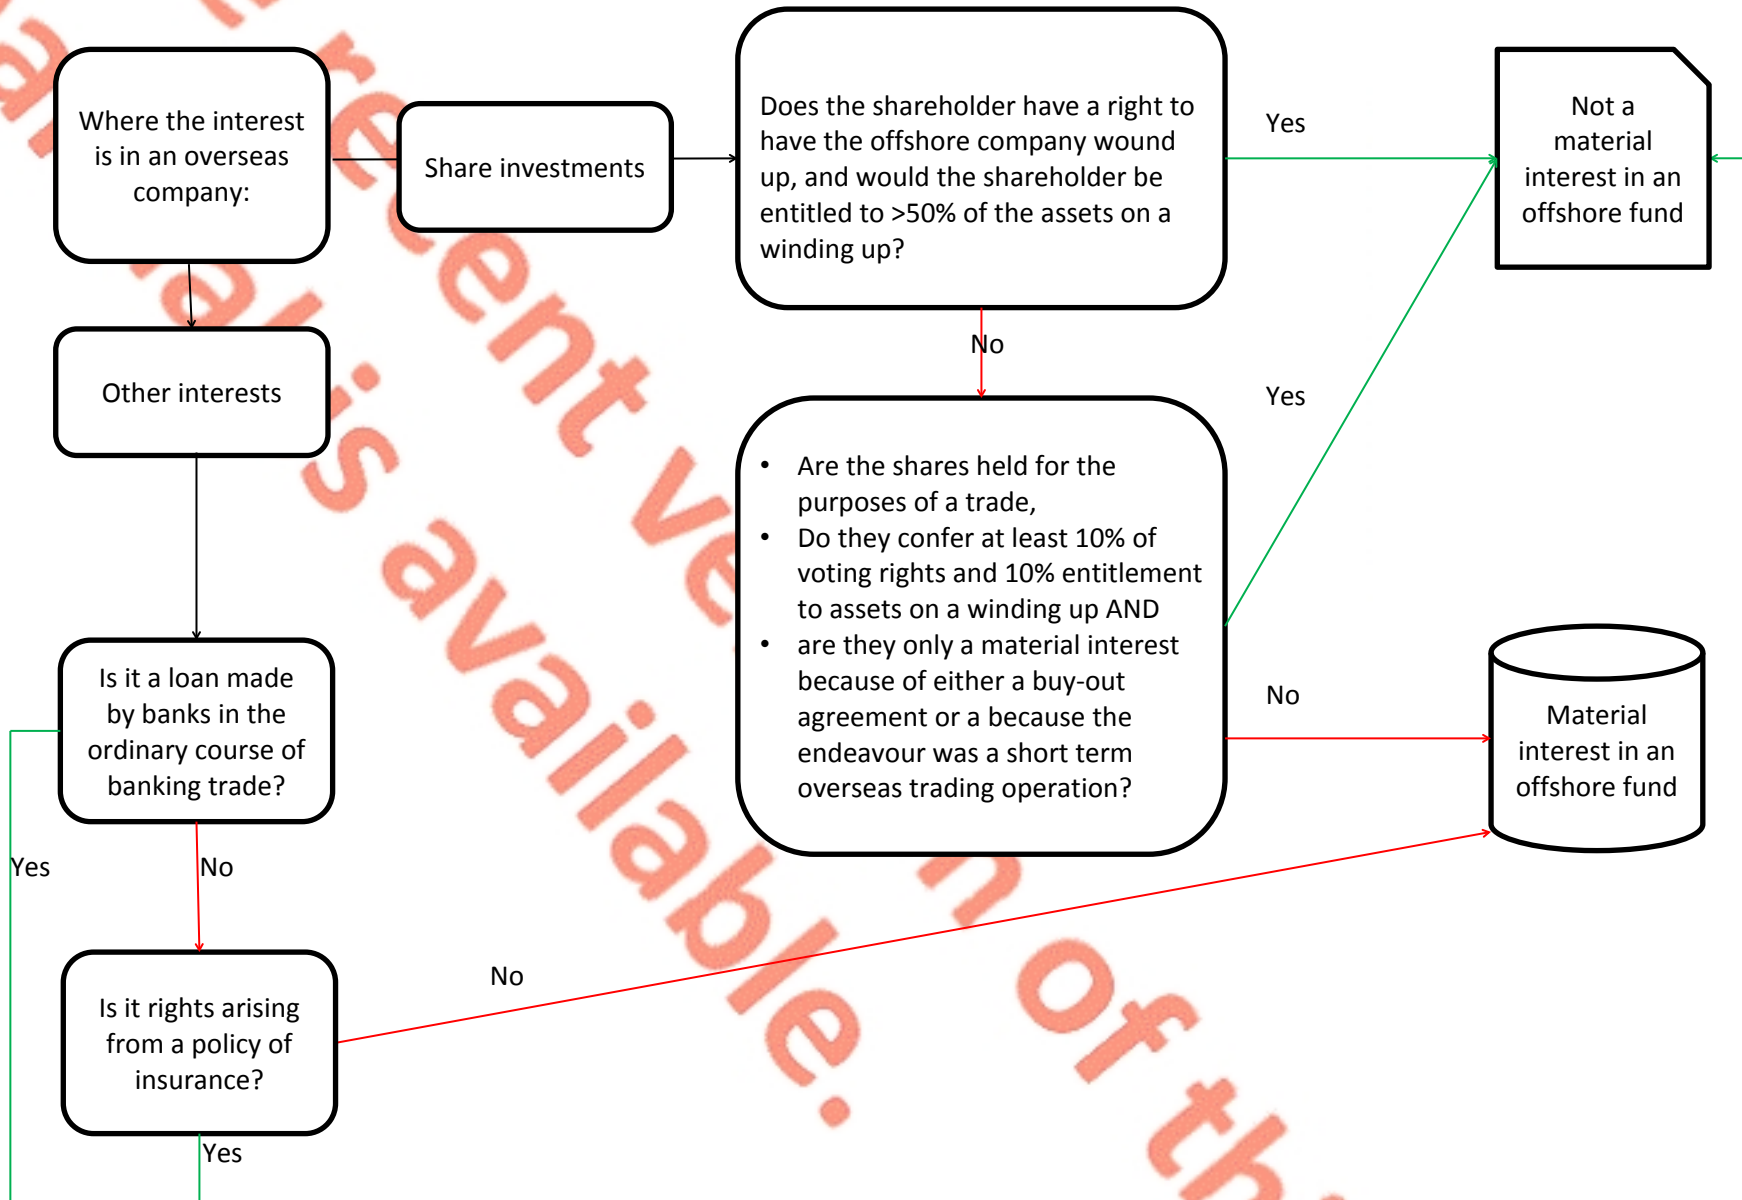 Where the interest
is in an overseas
company:
Share investments
Does the shareholder have a right to
have the offshore company wound
up, and would the shareholder be
entitled to >50% of the assets on a
winding up?
Yes
Not a
material
interest in an
offshore fund
Other interests
No
Yes
• Are the shares held for the
purposes of a trade,
• Do they confer at least 10% of
voting rights and 10% entitlement
to assets on a winding up AND
• are they only a material interest
because of either a buy-out
agreement or a because the
endeavour was a short term
overseas trading operation?
No
Material
interest in an
offshore fund
Is it a loan made
by banks in the
ordinary course of
banking trade?
Yes
No
Is it rights arising
from a policy of
insurance?
No
Yes
recent
of
is available.